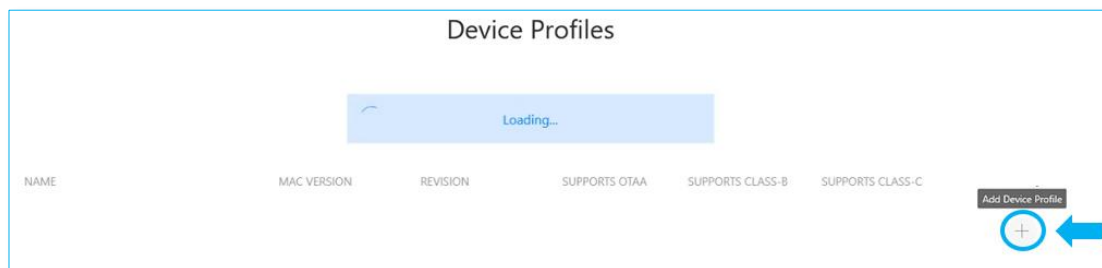 Device Profiles
Loading...
NAME MAC VERSION REVISION SUPPORTS OTAA SUPPORTS CLASS-B SUPPORTS CLASS-C
Add Device Profile
+